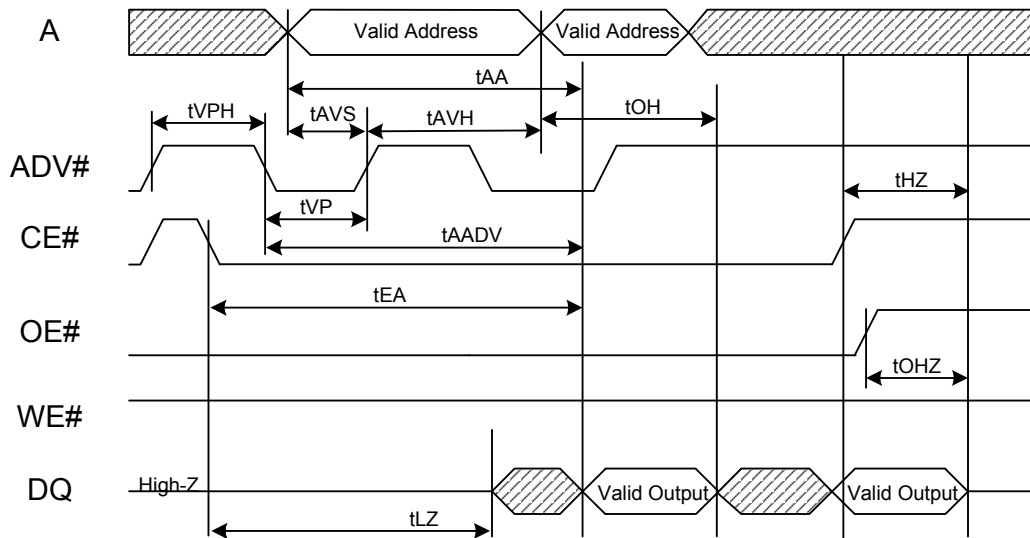 A
Valid Address
Valid Address
tAA
tVPH
tAVS
tAVH
tOH
ADV#
tVP
tHZ
CE#
tAADV
tEA
OE#
tOHZ
WE#
DQ
High-Z
Valid Output
Valid Output
tLZ